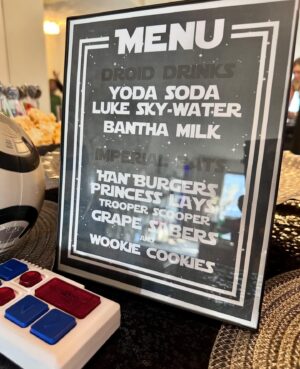 MENU
DROID DRINKS
YODA SODA
LUKE SKY-WATER
BANTHA MILK
IMPERIAL
HAN BURGERS
PRINCESS LAYS
TROOPER SCOOPER
GRAPE SABERS
AND
WOOKIE COOKIES